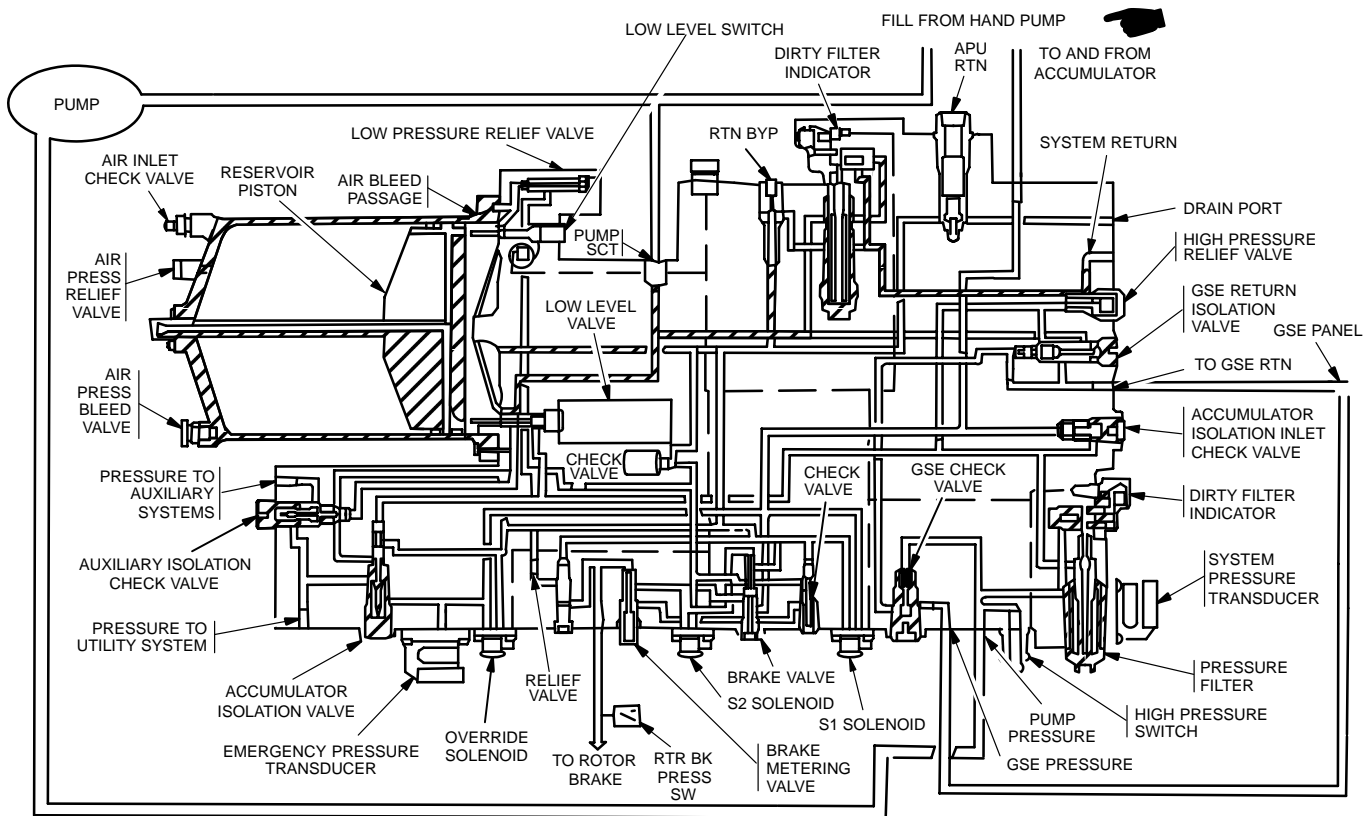 FILL FROM HAND PUMP
LOW LEVEL SWITCH
DIRTY FILTER
INDICATOR
APU
RTN
TO AND FROM
ACCUMULATOR
PUMP
LOW PRESSURE RELIEF VALVE
RTN BYP
SYSTEM RETURN
AIR INLET
CHECK VALVE
RESERVOIR
PISTON
AIR BLEED
PASSAGE
DRAIN PORT
PUMP
SCT
HIGH PRESSURE
RELIEF VALVE
AIR
PRESS
RELIEF
VALVE
LOW LEVEL
VALVE
GSE RETURN
ISOLATION
VALVE
GSE PANEL
TO GSE RTN
AIR
PRESS
BLEED
VALVE
ACCUMULATOR
ISOLATION INLET
CHECK VALVE
CHECK
VALVE
CHECK
VALVE
GSE CHECK
VALVE
PRESSURE TO
AUXILIARY
SYSTEMS
DIRTY FILTER
INDICATOR
AUXILIARY ISOLATION
CHECK VALVE
SYSTEM
PRESSURE
TRANSDUCER
PRESSURE TO
UTILITY SYSTEM
RELIEF
VALVE
BRAKE VALVE
PRESSURE
FILTER
ACCUMULATOR
ISOLATION VALVE
S2 SOLENOID
S1 SOLENOID
PUMP
PRESSURE
HIGH PRESSURE
SWITCH
EMERGENCY PRESSURE
TRANSDUCER
OVERRIDE
SOLENOID
TO ROTOR
BRAKE
RTR BK
PRESS
SW
BRAKE
METERING
VALVE
GSE PRESSURE